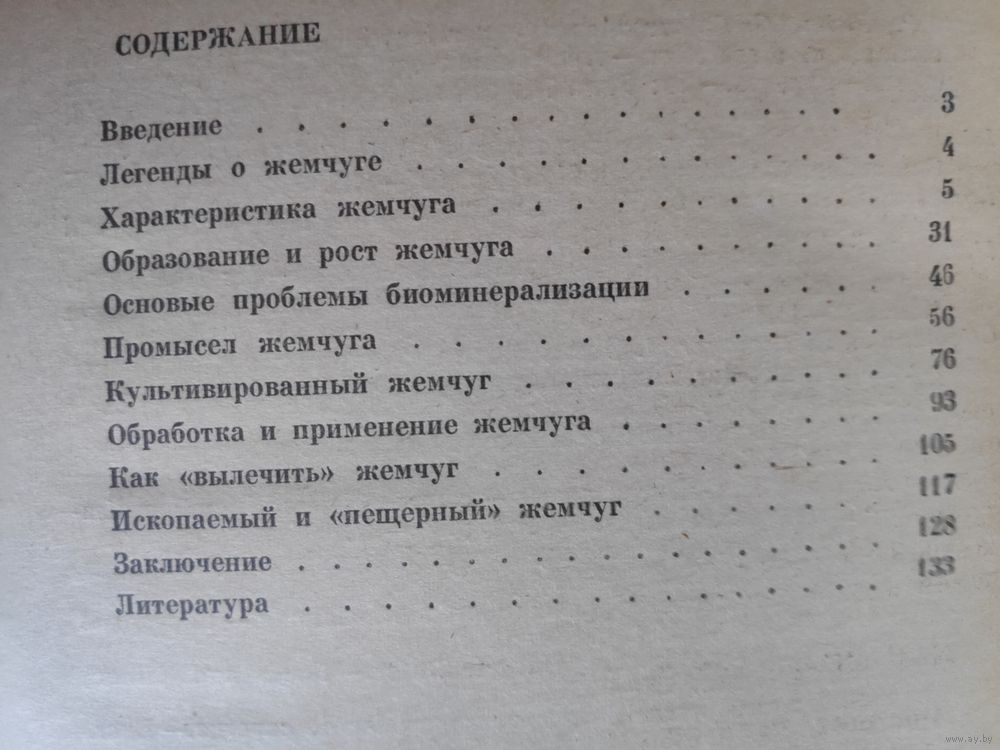 СОДЕРЖАНИЕ
Введение . . . . . . . . . . . . . . . 3
Легенды о жемчуге . . . . . . . . . . . 4
Характеристика жемчуга . . . . . . . . . . 5
Образование и рост жемчуга . . . . . . . . . 31
Основые проблемы биоминерализации . . . . . . 46
Промысел жемчуга . . . . . . . . . . . . 56
Культивированный жемчуг . . . . . . . . . . 76
Обработка и применение жемчуга . . . . . . . 93
Как «вылечить» жемчуг . . . . . . . . . . 105
Ископаемый и «пещерный» жемчуг . . . . . . 117
Заключение . . . . . . . . . . . . . . . . 128
Литература . . . . . . . . . . . . . . . 133
www.ay.by